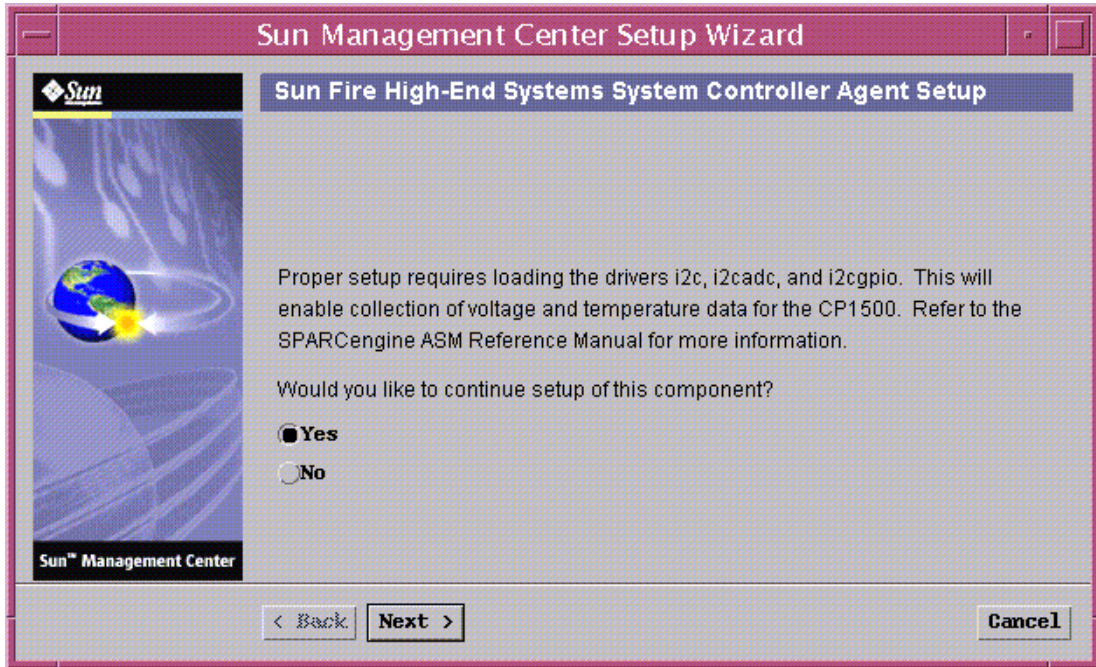 Sun Management Center Setup Wizard
Sun
Sun Fire High-End Systems System Controller Agent Setup
Proper setup requires loading the drivers i2c, i2cadc, and i2cgpio. This will
enable collection of voltage and temperature data for the CP1500. Refer to the
SPARCengine ASM Reference Manual for more information.
Would you like to continue setup of this component?
Yes
No
Sun™ Management Center
< Back
Next >
Cancel